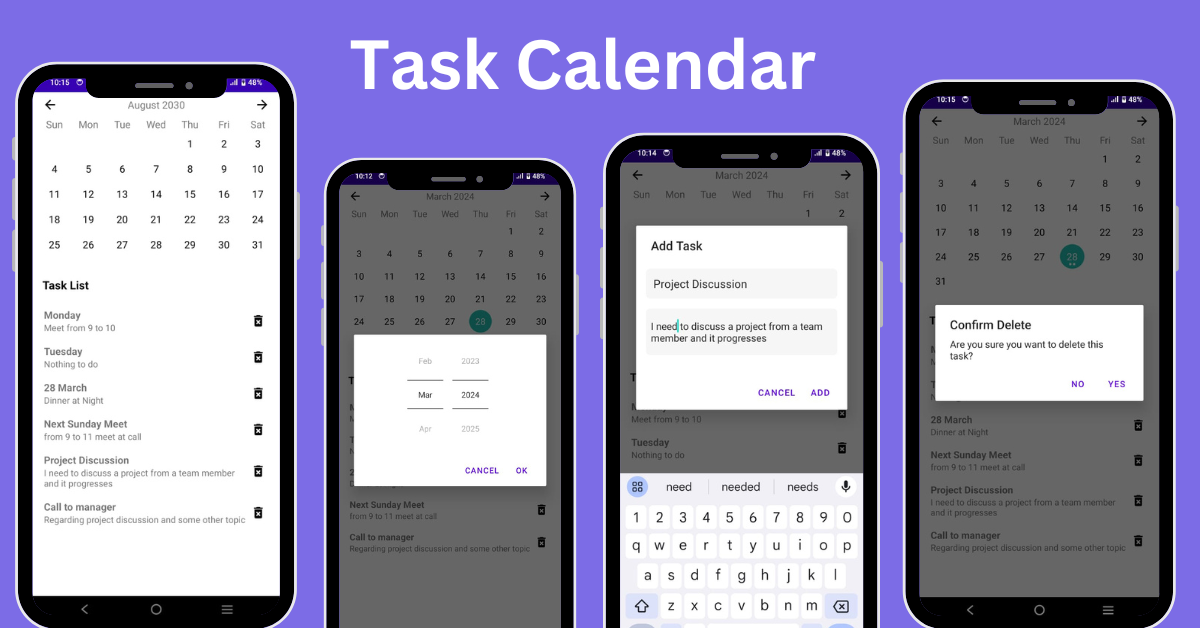 Task Calendar
10:15 48%
August 2030
Sun Mon Tue Wed Thu Fri Sat
1 2 3
4 5 6 7 8 9 10
11 12 13 14 15 16 17
18 19 20 21 22 23 24
25 26 27 28 29 30 31
Task List
Monday
Meet from 9 to 10
Tuesday
Nothing to do
28 March
Dinner at Night
Next Sunday Meet
from 9 to 11 meet at call
Project Discussion
I need to discuss a project from a team member
and it progresses
Call to manager
Regarding project discussion and some other topic
10:12 48%
March 2024
Sun Mon Tue Wed Thu Fri Sat
1 2
3 4 5 6 7 8 9
10 11 12 13 14 15 16
17 18 19 20 21 22 23
24 25 26 27 28 29 30
Feb 2023
Mar 2024
Apr 2025
CANCEL OK
Next Sunday Meet
from 9 to 11 meet at call
Call to manager
Regarding project discussion and some other topic
10:14 48%
March 2024
Sun Mon Tue Wed Thu Fri Sat
1 2
Add Task
Project Discussion
I need to discuss a project from a team
member and it progresses
CANCEL ADD
Meet from 9 to 10
Tuesday
Nothing to do
need needed needs
1 2 3 4 5 6 7 8 9 0
q w e r t y u i o p
a s d f g h j k l
z x c v b n m
10:15 48%
March 2024
Sun Mon Tue Wed Thu Fri Sat
1 2
3 4 5 6 7 8 9
10 11 12 13 14 15 16
17 18 19 20 21 22 23
24 25 26 27 28 29 30
31
Confirm Delete
Are you sure you want to delete this
task?
NO YES
28 March
Dinner at Night
Next Sunday Meet
from 9 to 11 meet at call
Project Discussion
I need to discuss a project from a team member
and it progresses
Call to manager
Regarding project discussion and some other topic